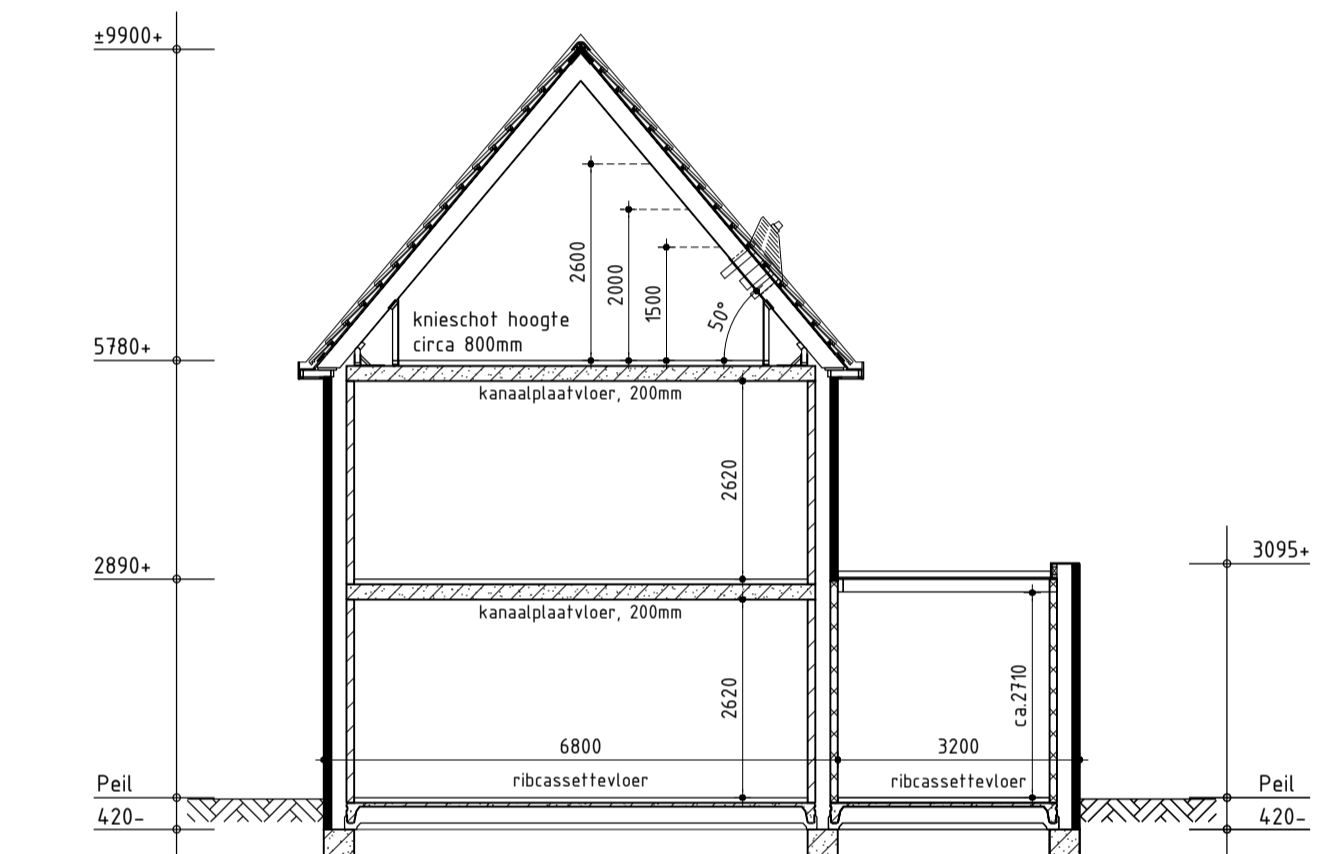 ±9900+
2600
2000
1500
50°
knieschot hoogte
circa 800mm
5780+
kanaalplaatvloer, 200mm
2620
3095+
2890+
kanaalplaatvloer, 200mm
2620
ca.2710
6800
3200
ribcassettevloer
ribcassettevloer
Peil
Peil
420-
420-